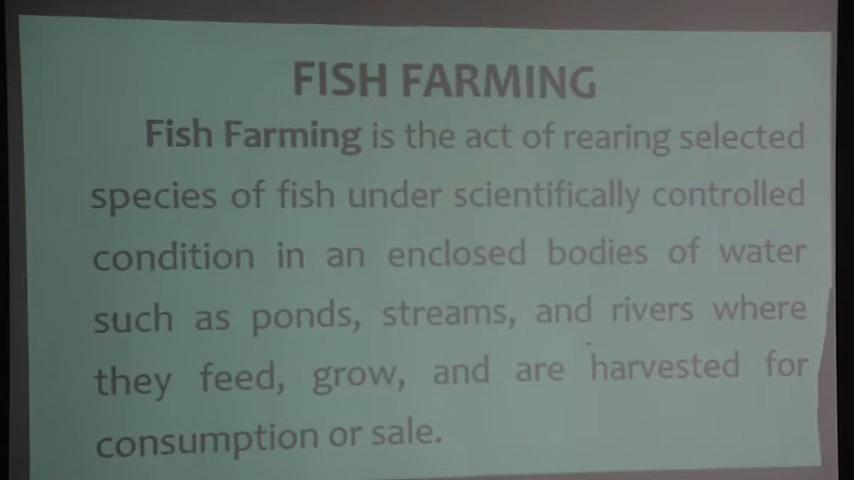 FISH FARMING
Fish Farming is the act of rearing selected
species of fish under scientifically controlled
condition in an enclosed bodies of water
such as ponds, streams, and rivers where
they feed, grow, and are harvested for
consumption or sale.